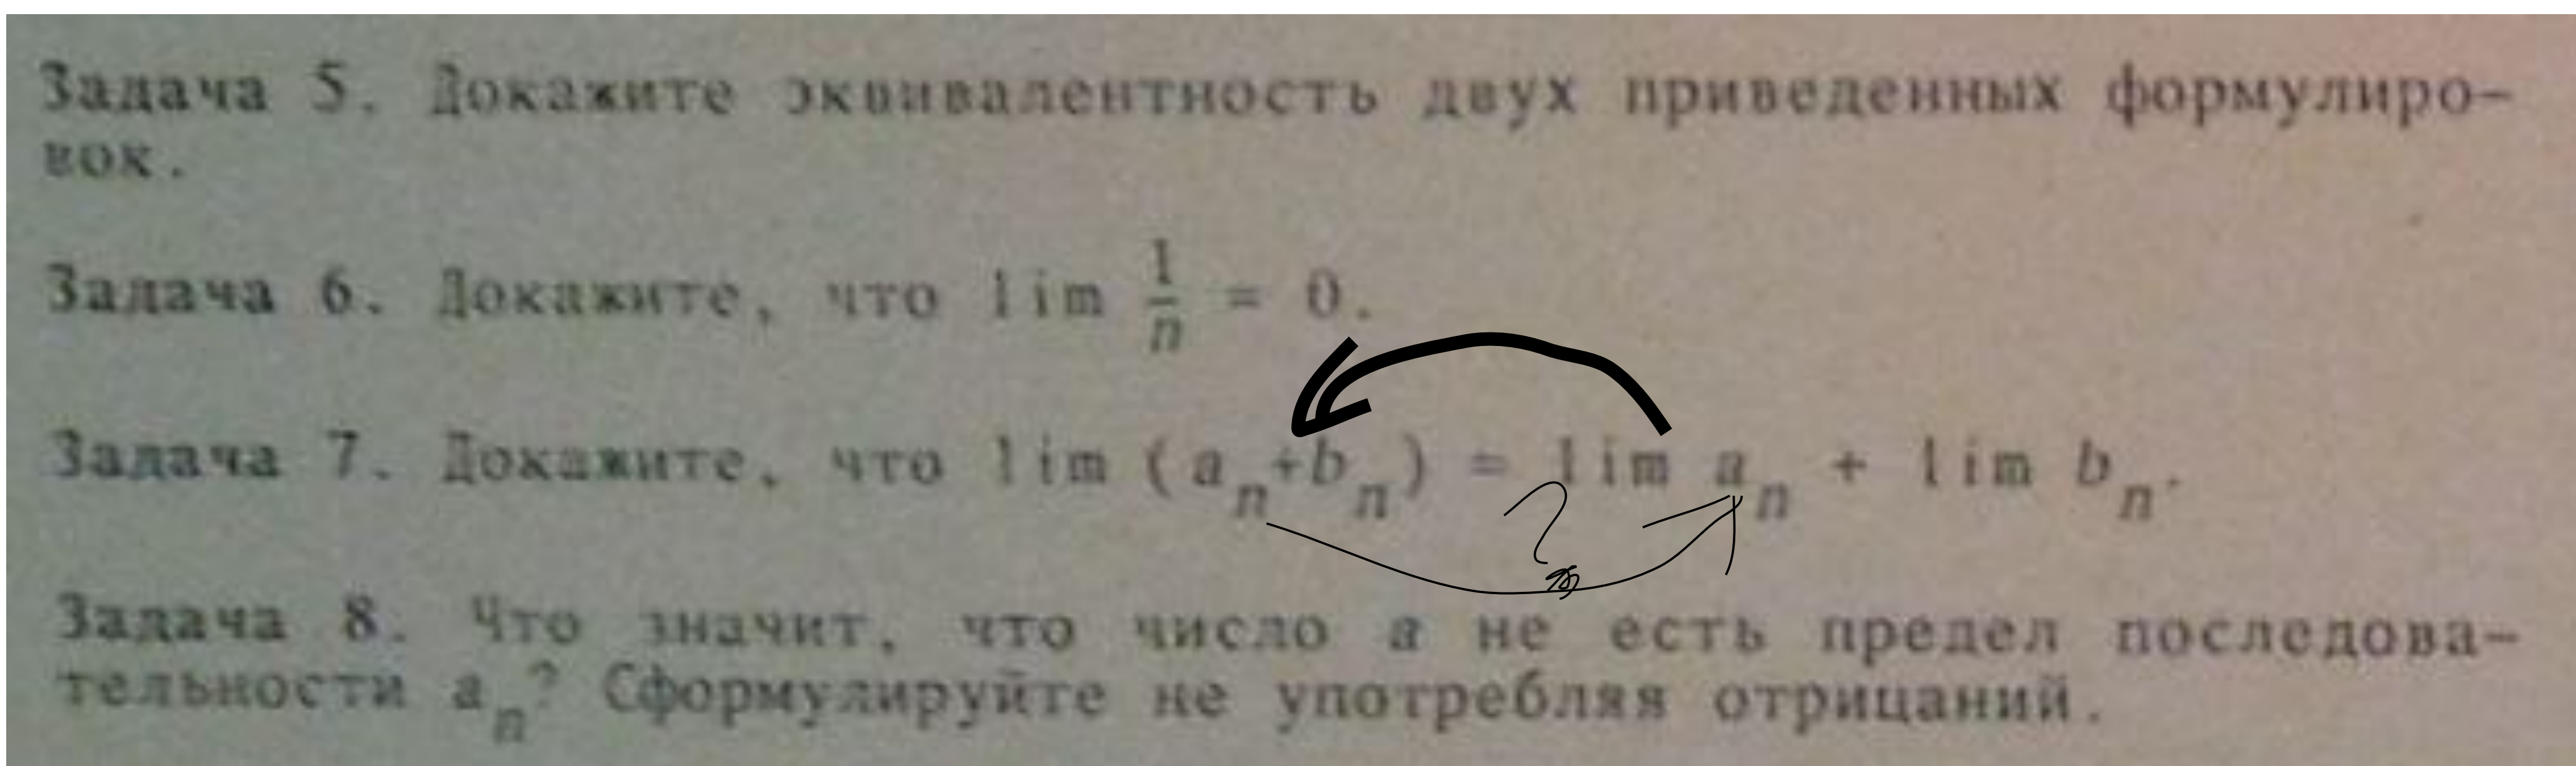 Задача 5. Докажите эквивалентность двух приведенных формулиро-
вок.
Задача 6. Докажите, что lim 1/n = 0.
Задача 7. Докажите, что lim (a_n+b_n) = lim a_n + lim b_n.
?
Задача 8. Что значит, что число a не есть предел последова-
тельности a_n? Сформулируйте не употребляя отрицаний.